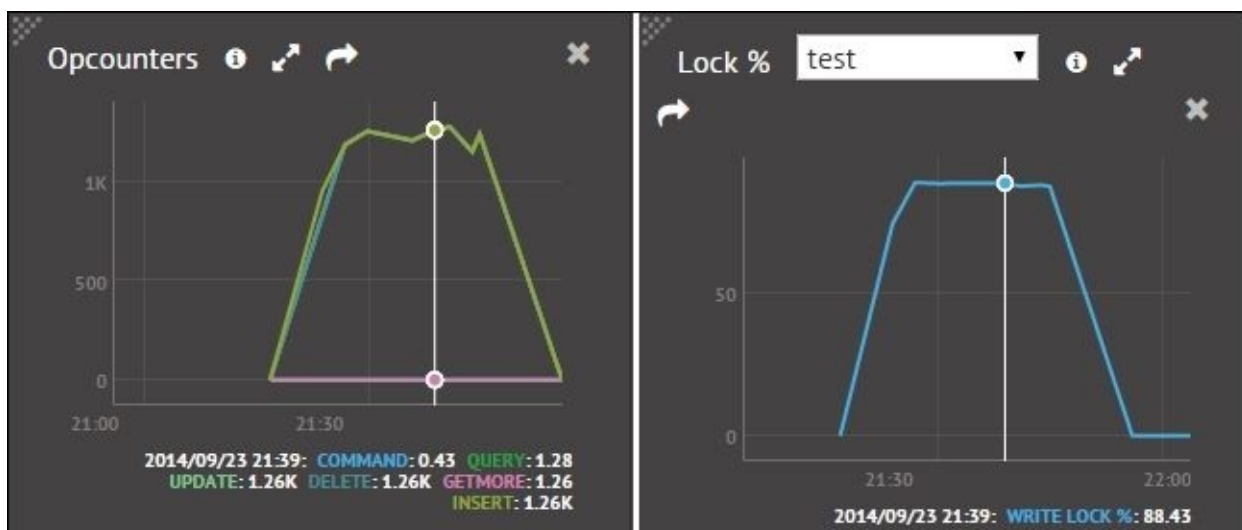 Opcounters
1K
500
0
21:00 21:30
2014/09/23 21:39: COMMAND: 0.43 QUERY: 1.28
UPDATE: 1.26K DELETE: 1.26K GETMORE: 1.26
INSERT: 1.26K
Lock % test
50
0
21:30 22:00
2014/09/23 21:39: WRITE LOCK %: 88.43